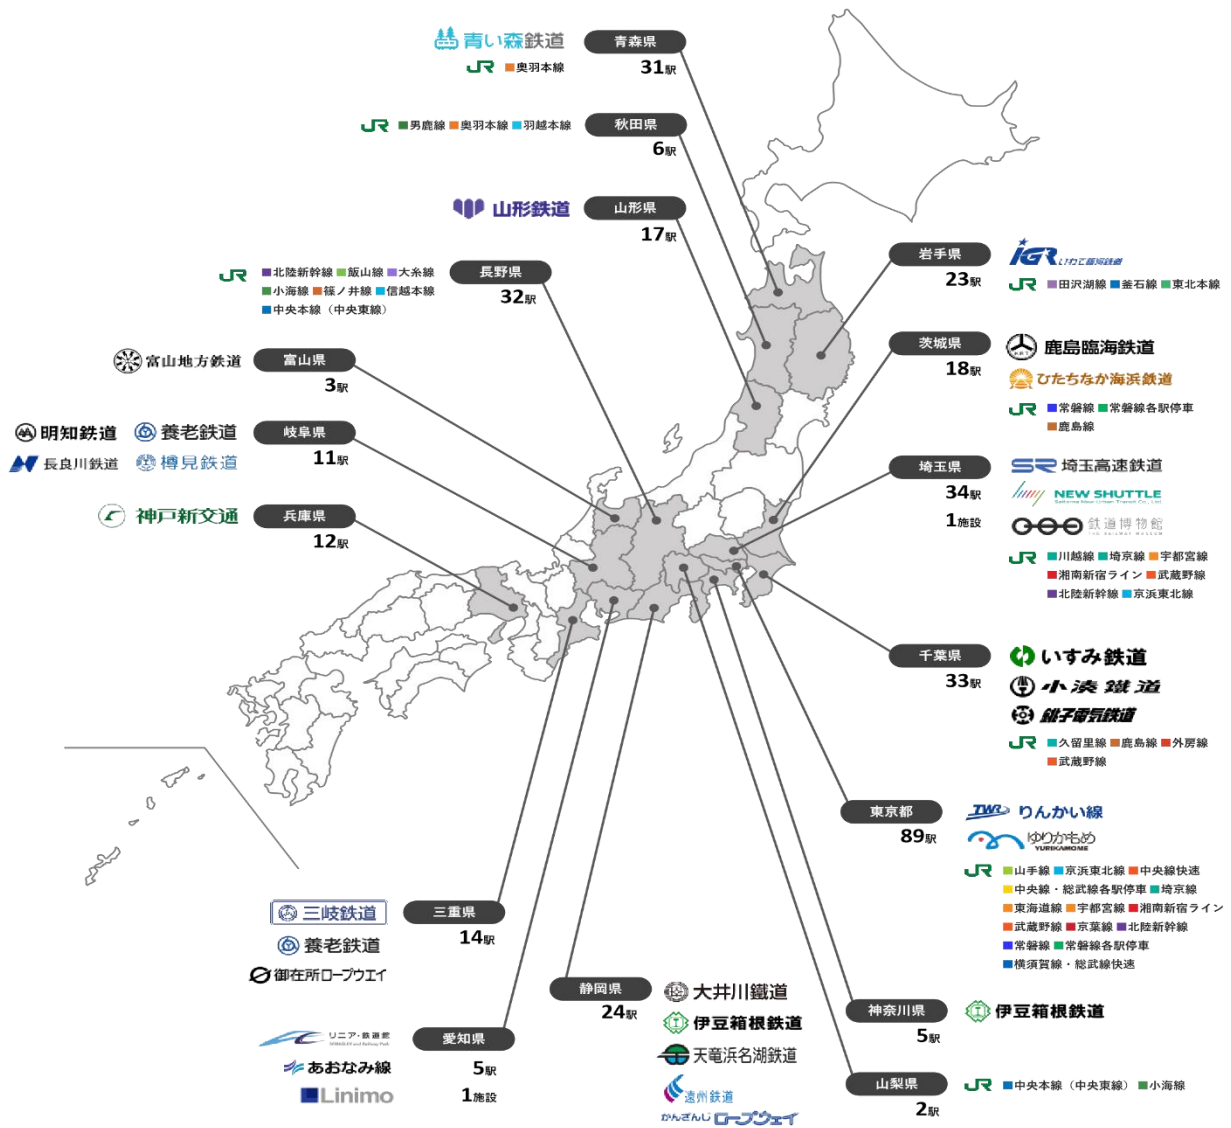 青い森鉄道
青森県
JR 奥羽本線
31駅
JR 男鹿線 奥羽本線 羽越本線
秋田県
6駅
山形鉄道
山形県
17駅
JR 北陸新幹線 飯山線 大糸線
小海線 篠ノ井線 信越本線
中央本線（中央東線）
長野県
32駅
富山地方鉄道
富山県
3駅
明知鉄道
養老鉄道
長良川鉄道
樽見鉄道
岐阜県
11駅
神戸新交通
兵庫県
12駅
岩手県
23駅
IGR いわて銀河鉄道
JR 田沢湖線 釜石線 東北本線
茨城県
18駅
鹿島臨海鉄道
ひたちなか海浜鉄道
JR 常磐線 常磐線各駅停車
鹿島線
埼玉県
34駅
1施設
SR 埼玉高速鉄道
NEW SHUTTLE
Saitama New Urban Transit Co., Ltd.
鉄道博物館
THE RAILWAY MUSEUM
JR 川越線 埼京線 宇都宮線
湘南新宿ライン 武蔵野線
北陸新幹線 京浜東北線
千葉県
33駅
いすみ鉄道
小湊鐵道
銚子電気鉄道
JR 久留里線 鹿島線 外房線
武蔵野線
東京都
89駅
TWR りんかい線
ゆりかもめ
YURIKAMOME
JR 山手線 京浜東北線 中央線快速
中央線・総武線各駅停車 埼京線
東海道線 宇都宮線 湘南新宿ライン
武蔵野線 京葉線 北陸新幹線
常磐線 常磐線各駅停車
横須賀線・総武線快速
三岐鉄道
養老鉄道
御在所ロープウエイ
三重県
14駅
リニア・鉄道館
SCMAGLEV and Railway Park
あおなみ線
Linimo
愛知県
5駅
1施設
静岡県
24駅
大井川鐵道
伊豆箱根鉄道
天竜浜名湖鉄道
遠州鉄道
かんざんじロープウェイ
神奈川県
5駅
伊豆箱根鉄道
山梨県
2駅
JR 中央本線（中央東線） 小海線